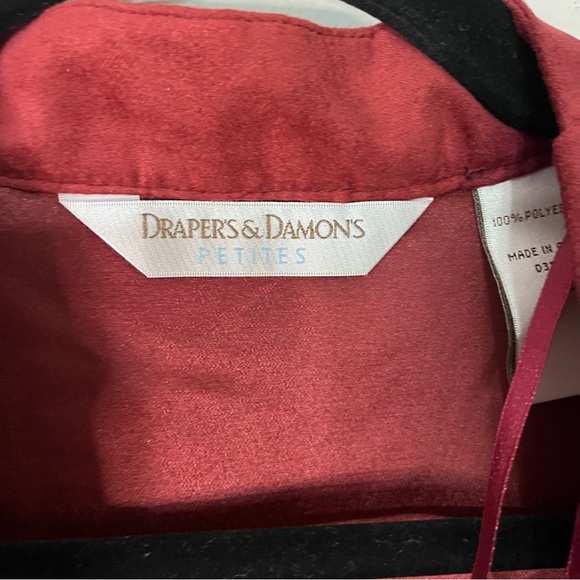 DRAPER'S & DAMON'S
PETITES
100% POLYES
MADE IN